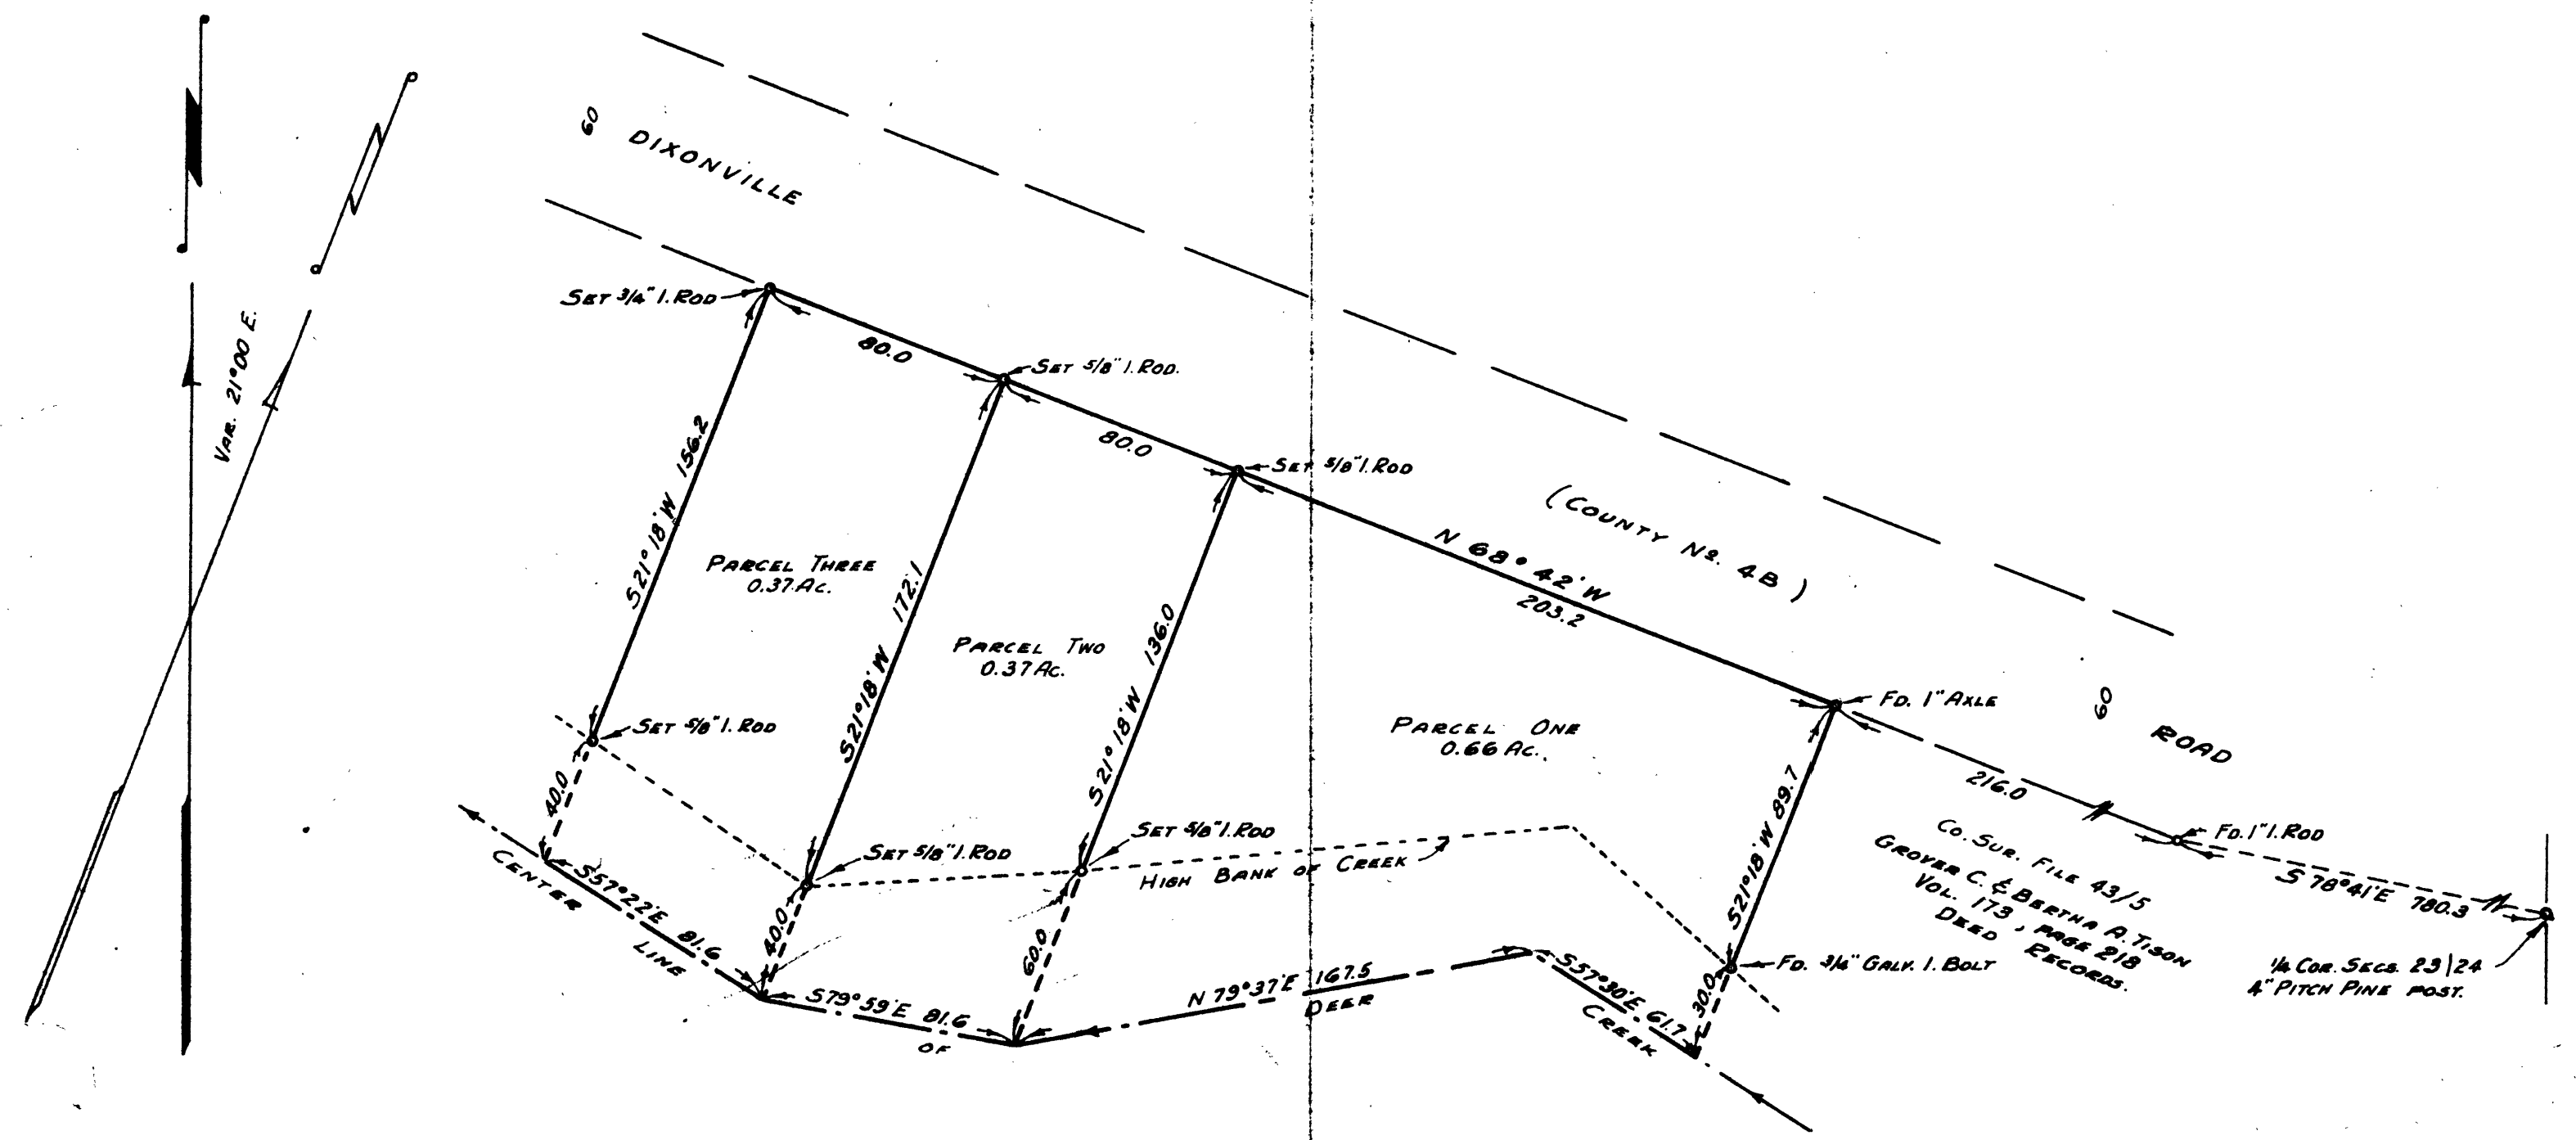 VAR. 21°00 E.
60
DIXONVILLE
SET 3/4" I. ROD
80.0
SET 5/8" I. ROD.
80.0
SET 5/8" I. ROD
(COUNTY Nº. 4B)
N 68° 42' W
203.2
S21°18'W 156.2
PARCEL THREE
0.37 AC.
S21°18'W 172.1
PARCEL TWO
0.37 AC.
S21°18'W 136.0
PARCEL ONE
0.66 AC.
FD. 1" AXLE
60
ROAD
216.0
FD. 1" I. ROD
S 78°41'E 780.3
SET 5/8" I. ROD
40.0
SET 5/8" I. ROD
40.0
SET 5/8" I. ROD
60.0
HIGH BANK OF CREEK
S21°18'W 89.7
FD. 3/4" GALV. I. BOLT
30.0
CO. SUR. FILE 43/5
GROVER C. & BERTHA A. TISON
VOL. 173, PAGE 218
DEED RECORDS.
1/4 COR. SECS. 23|24
4" PITCH PINE POST.
S57°22'E 81.6
S79°59'E 81.6
N 79°37'E 167.5
S57°30'E 61.7
CENTER
LINE
OF
DEER
CREEK